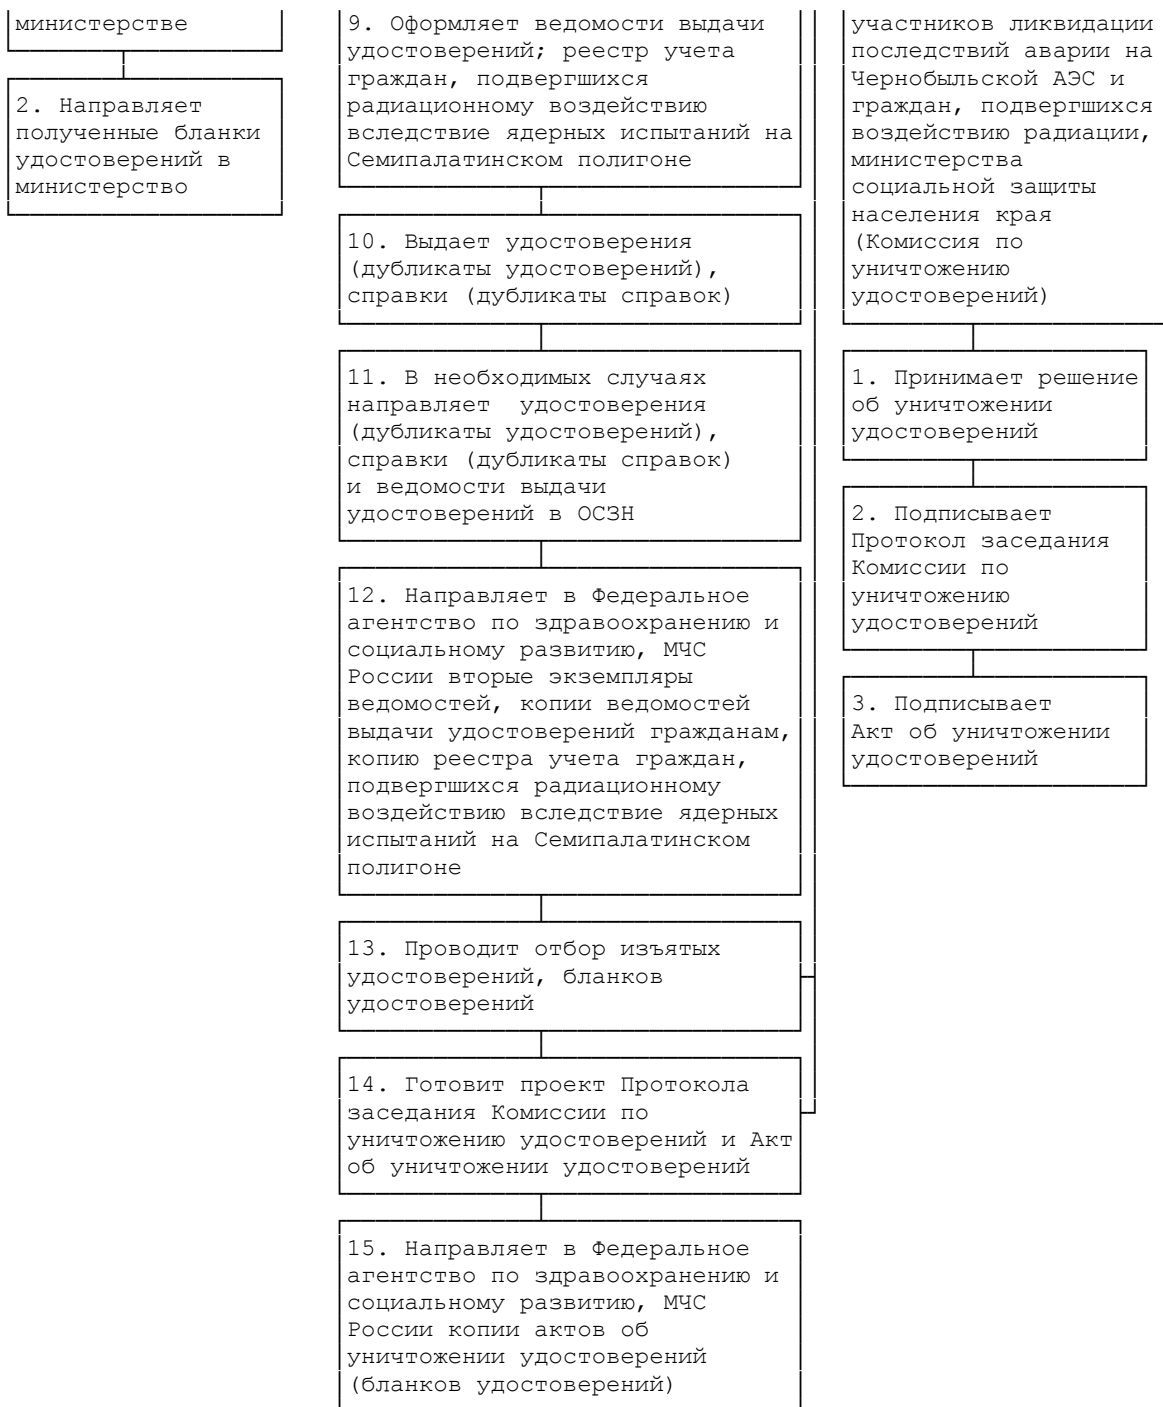 министерстве
2. Направляет
полученные бланки
удостоверений в
министерство
9. Оформляет ведомости выдачи
удостоверений; реестр учета
граждан, подвергшихся
радиационному воздействию
вследствие ядерных испытаний на
Семипалатинском полигоне
10. Выдает удостоверения
(дубликаты удостоверений),
справки (дубликаты справок)
11. В необходимых случаях
направляет  удостоверения
(дубликаты удостоверений),
справки (дубликаты справок)
и ведомости выдачи
удостоверений в ОСЗН
12. Направляет в Федеральное
агентство по здравоохранению и
социальному развитию, МЧС
России вторые экземпляры
ведомостей, копии ведомостей
выдачи удостоверений гражданам,
копию реестра учета граждан,
подвергшихся радиационному
воздействию вследствие ядерных
испытаний на Семипалатинском
полигоне
13. Проводит отбор изъятых
удостоверений, бланков
удостоверений
14. Готовит проект Протокола
заседания Комиссии по
уничтожению удостоверений и Акт
об уничтожении удостоверений
15. Направляет в Федеральное
агентство по здравоохранению и
социальному развитию, МЧС
России копии актов об
уничтожении удостоверений
(бланков удостоверений)
участников ликвидации
последствий аварии на
Чернобыльской АЭС и
граждан, подвергшихся
воздействию радиации,
министерства
социальной защиты
населения края
(Комиссия по
уничтожению
удостоверений)
1. Принимает решение
об уничтожении
удостоверений
2. Подписывает
Протокол заседания
Комиссии по
уничтожению
удостоверений
3. Подписывает
Акт об уничтожении
удостоверений